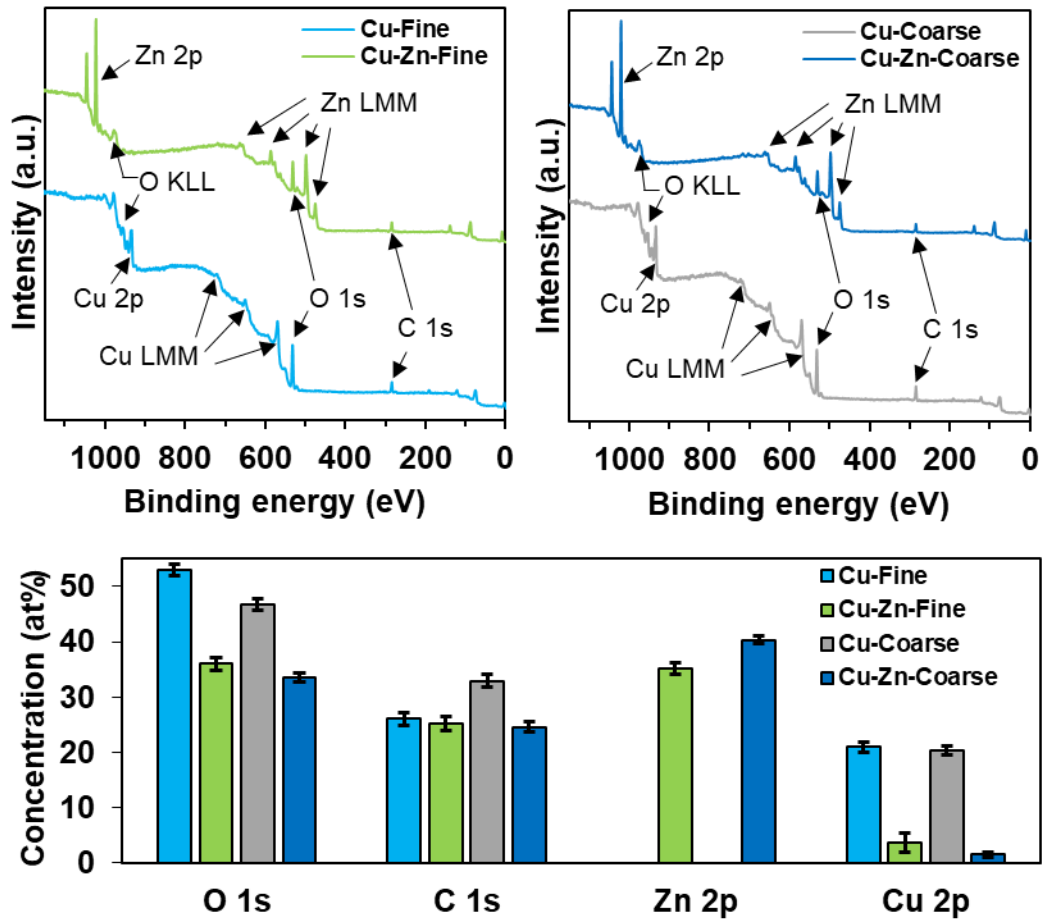 Intensity (a.u.)
Cu-Fine
Cu-Zn-Fine
Zn 2p
Zn LMM
O KLL
Cu 2p
Cu LMM
O 1s
C 1s
1000 800 600 400 200 0
Binding energy (eV)
Intensity (a.u.)
Cu-Coarse
Cu-Zn-Coarse
Zn 2p
Zn LMM
O KLL
Cu 2p
Cu LMM
O 1s
C 1s
1000 800 600 400 200 0
Binding energy (eV)
Concentration (at%)
50
40
30
20
10
0
Cu-Fine
Cu-Zn-Fine
Cu-Coarse
Cu-Zn-Coarse
O 1s C 1s Zn 2p Cu 2p